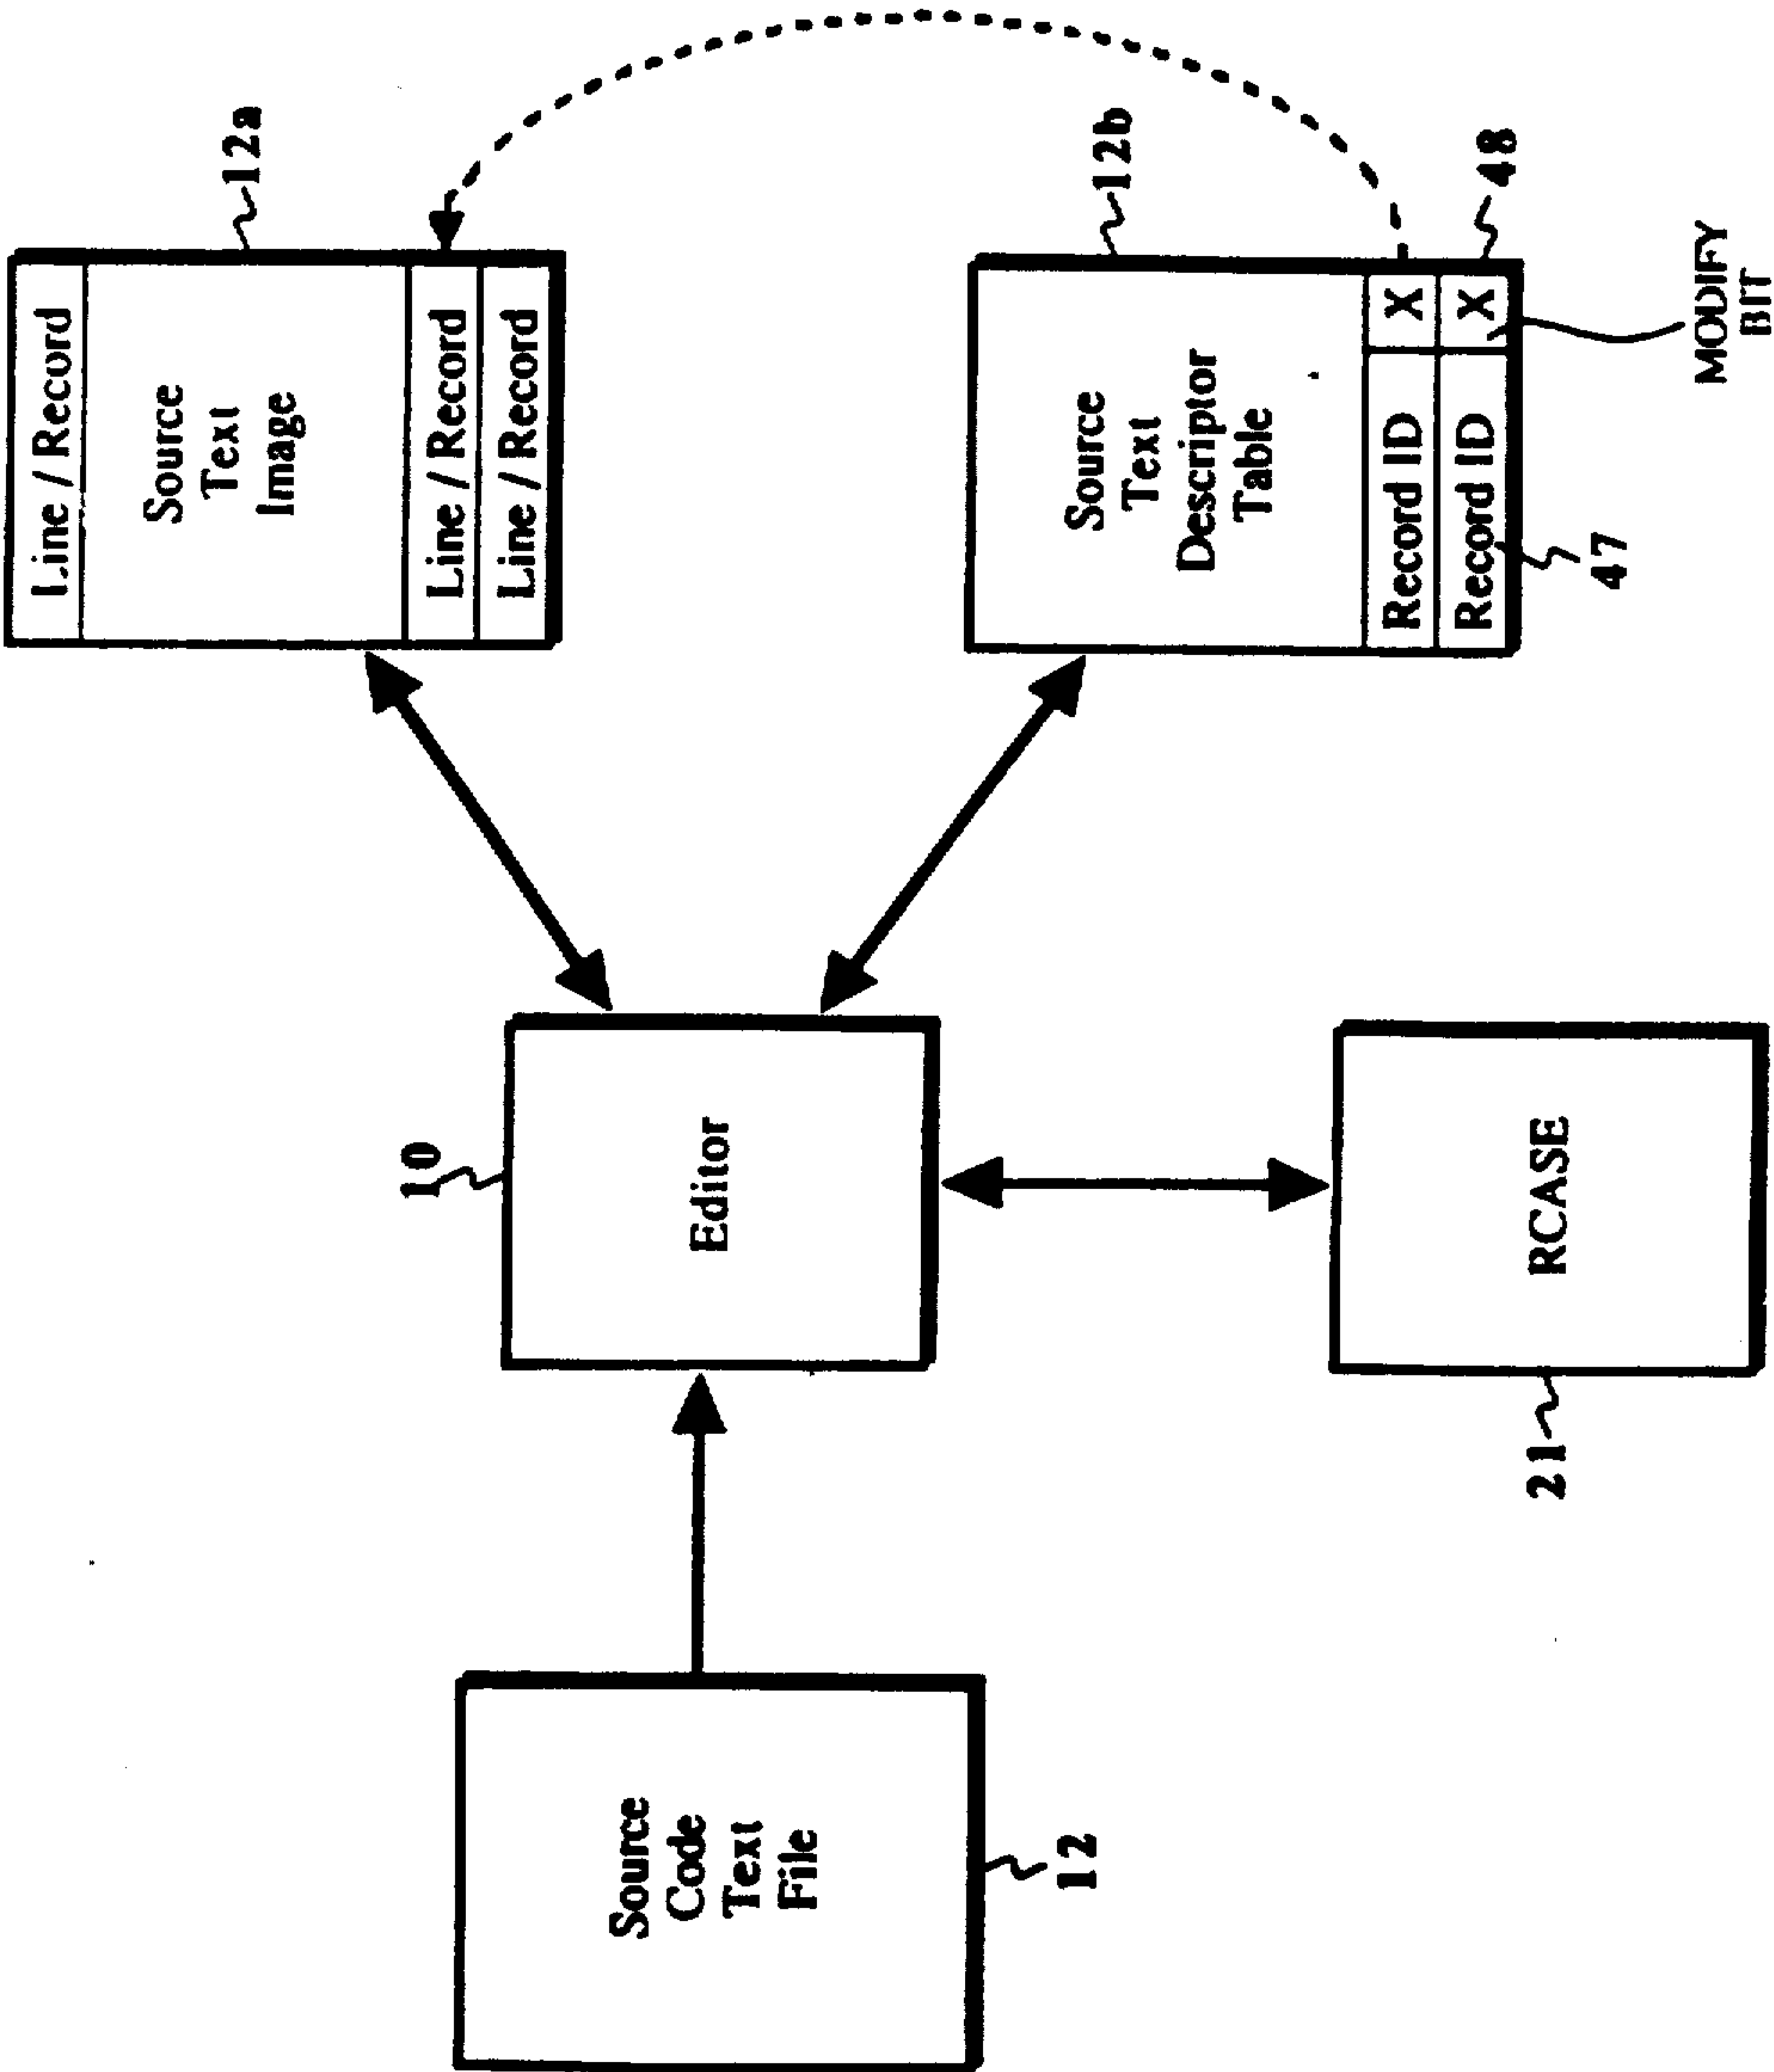 Source
Code
Text
File
12
10
Editor
21
RCASE
Line / Record
Source
Text
Image
Line / Record
Line / Record
12a
Source
Text
Descriptor
Table
Record ID X
Record ID X
12b
48
47
MODIFY
BIT